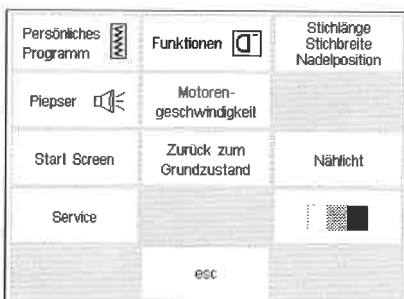 Persönliches
Programm
Funktionen
Stichlänge
Stichbreite
Nadelposition
Piepser
Motoren-
geschwindigkeit
Start Screen
Zurück zum
Grundzustand
Nählicht
Service
esc